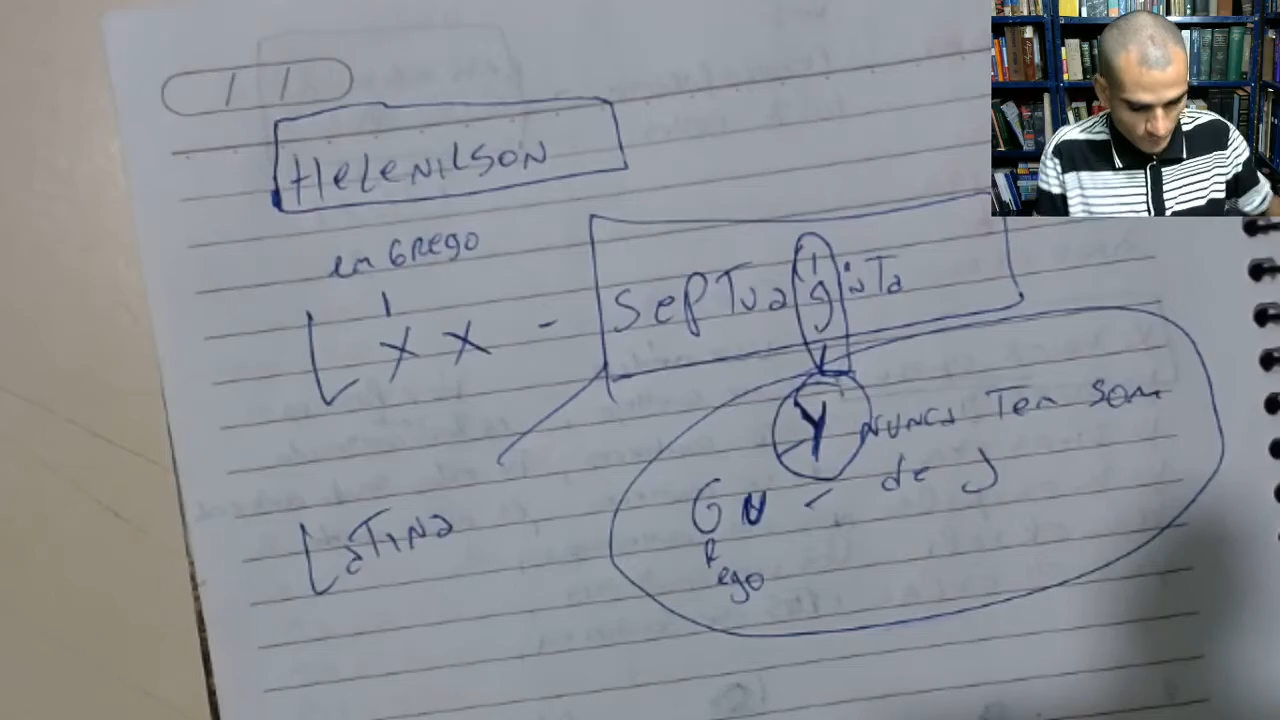 Helenilson
em Grego
LXX - Septuaginta
γ nunca Tem som
de J
GN -
Rego
Latina